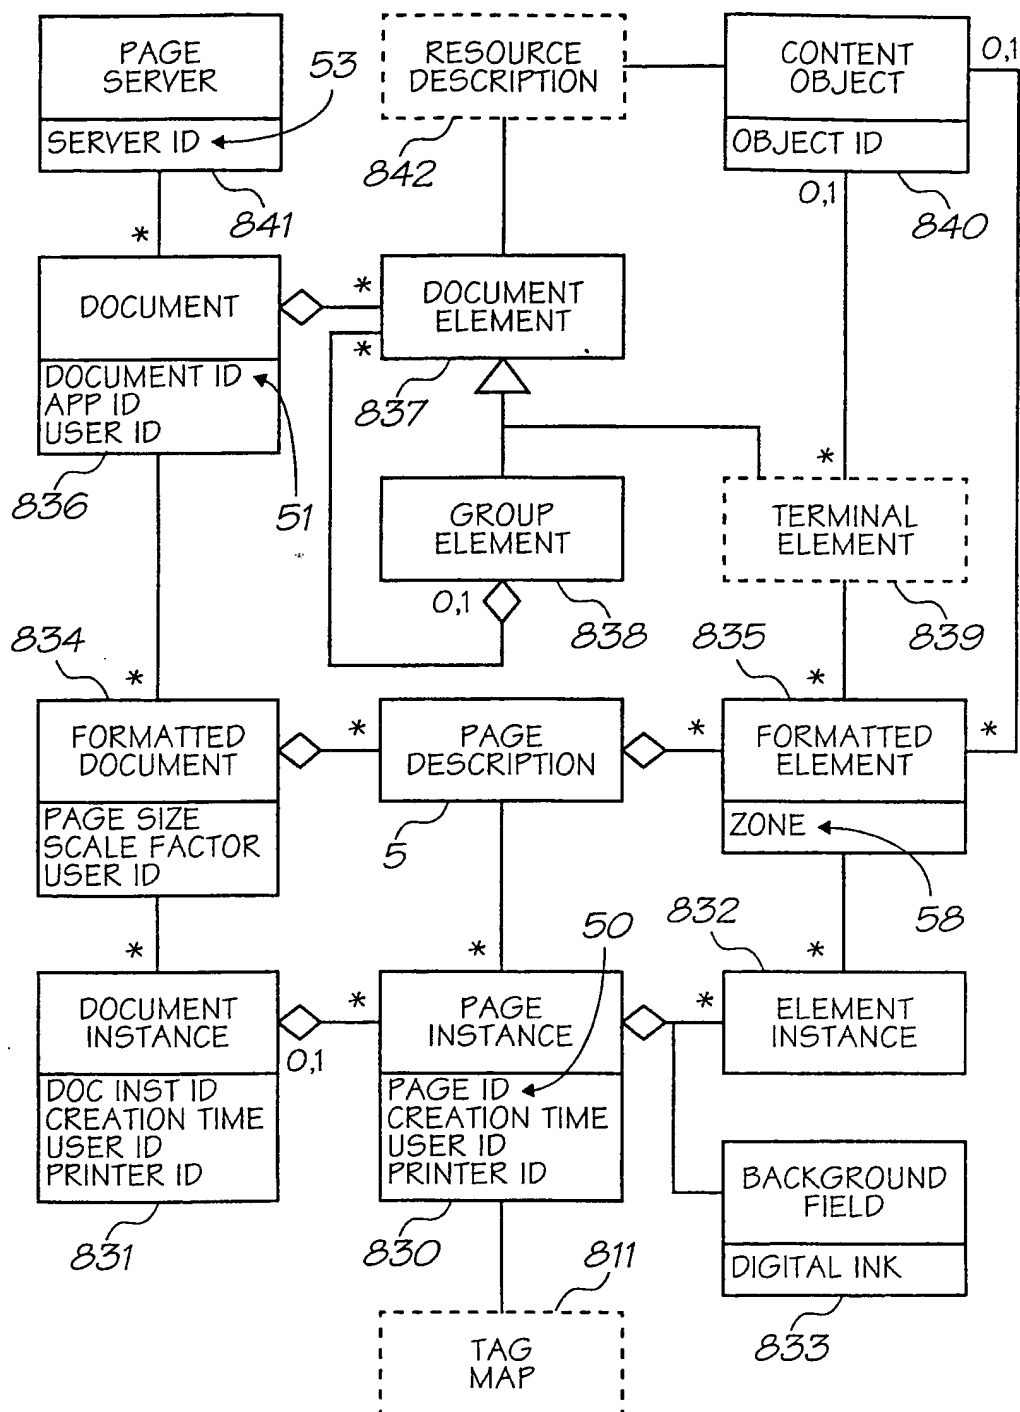 PAGE
SERVER
SERVER ID
53
841
RESOURCE
DESCRIPTION
842
CONTENT
OBJECT
OBJECT ID
0,1
0,1
840
*
DOCUMENT
DOCUMENT ID
APP ID
USER ID
836
51
*
*
DOCUMENT
ELEMENT
837
GROUP
ELEMENT
0,1
838
*
TERMINAL
ELEMENT
839
834
*
FORMATTED
DOCUMENT
PAGE SIZE
SCALE FACTOR
USER ID
*
PAGE
DESCRIPTION
5
835
*
*
*
FORMATTED
ELEMENT
ZONE
58
*
DOCUMENT
INSTANCE
DOC INST ID
CREATION TIME
USER ID
PRINTER ID
831
0,1
*
*
50
PAGE
INSTANCE
PAGE ID
CREATION TIME
USER ID
PRINTER ID
830
832
*
*
ELEMENT
INSTANCE
BACKGROUND
FIELD
DIGITAL INK
833
811
TAG
MAP